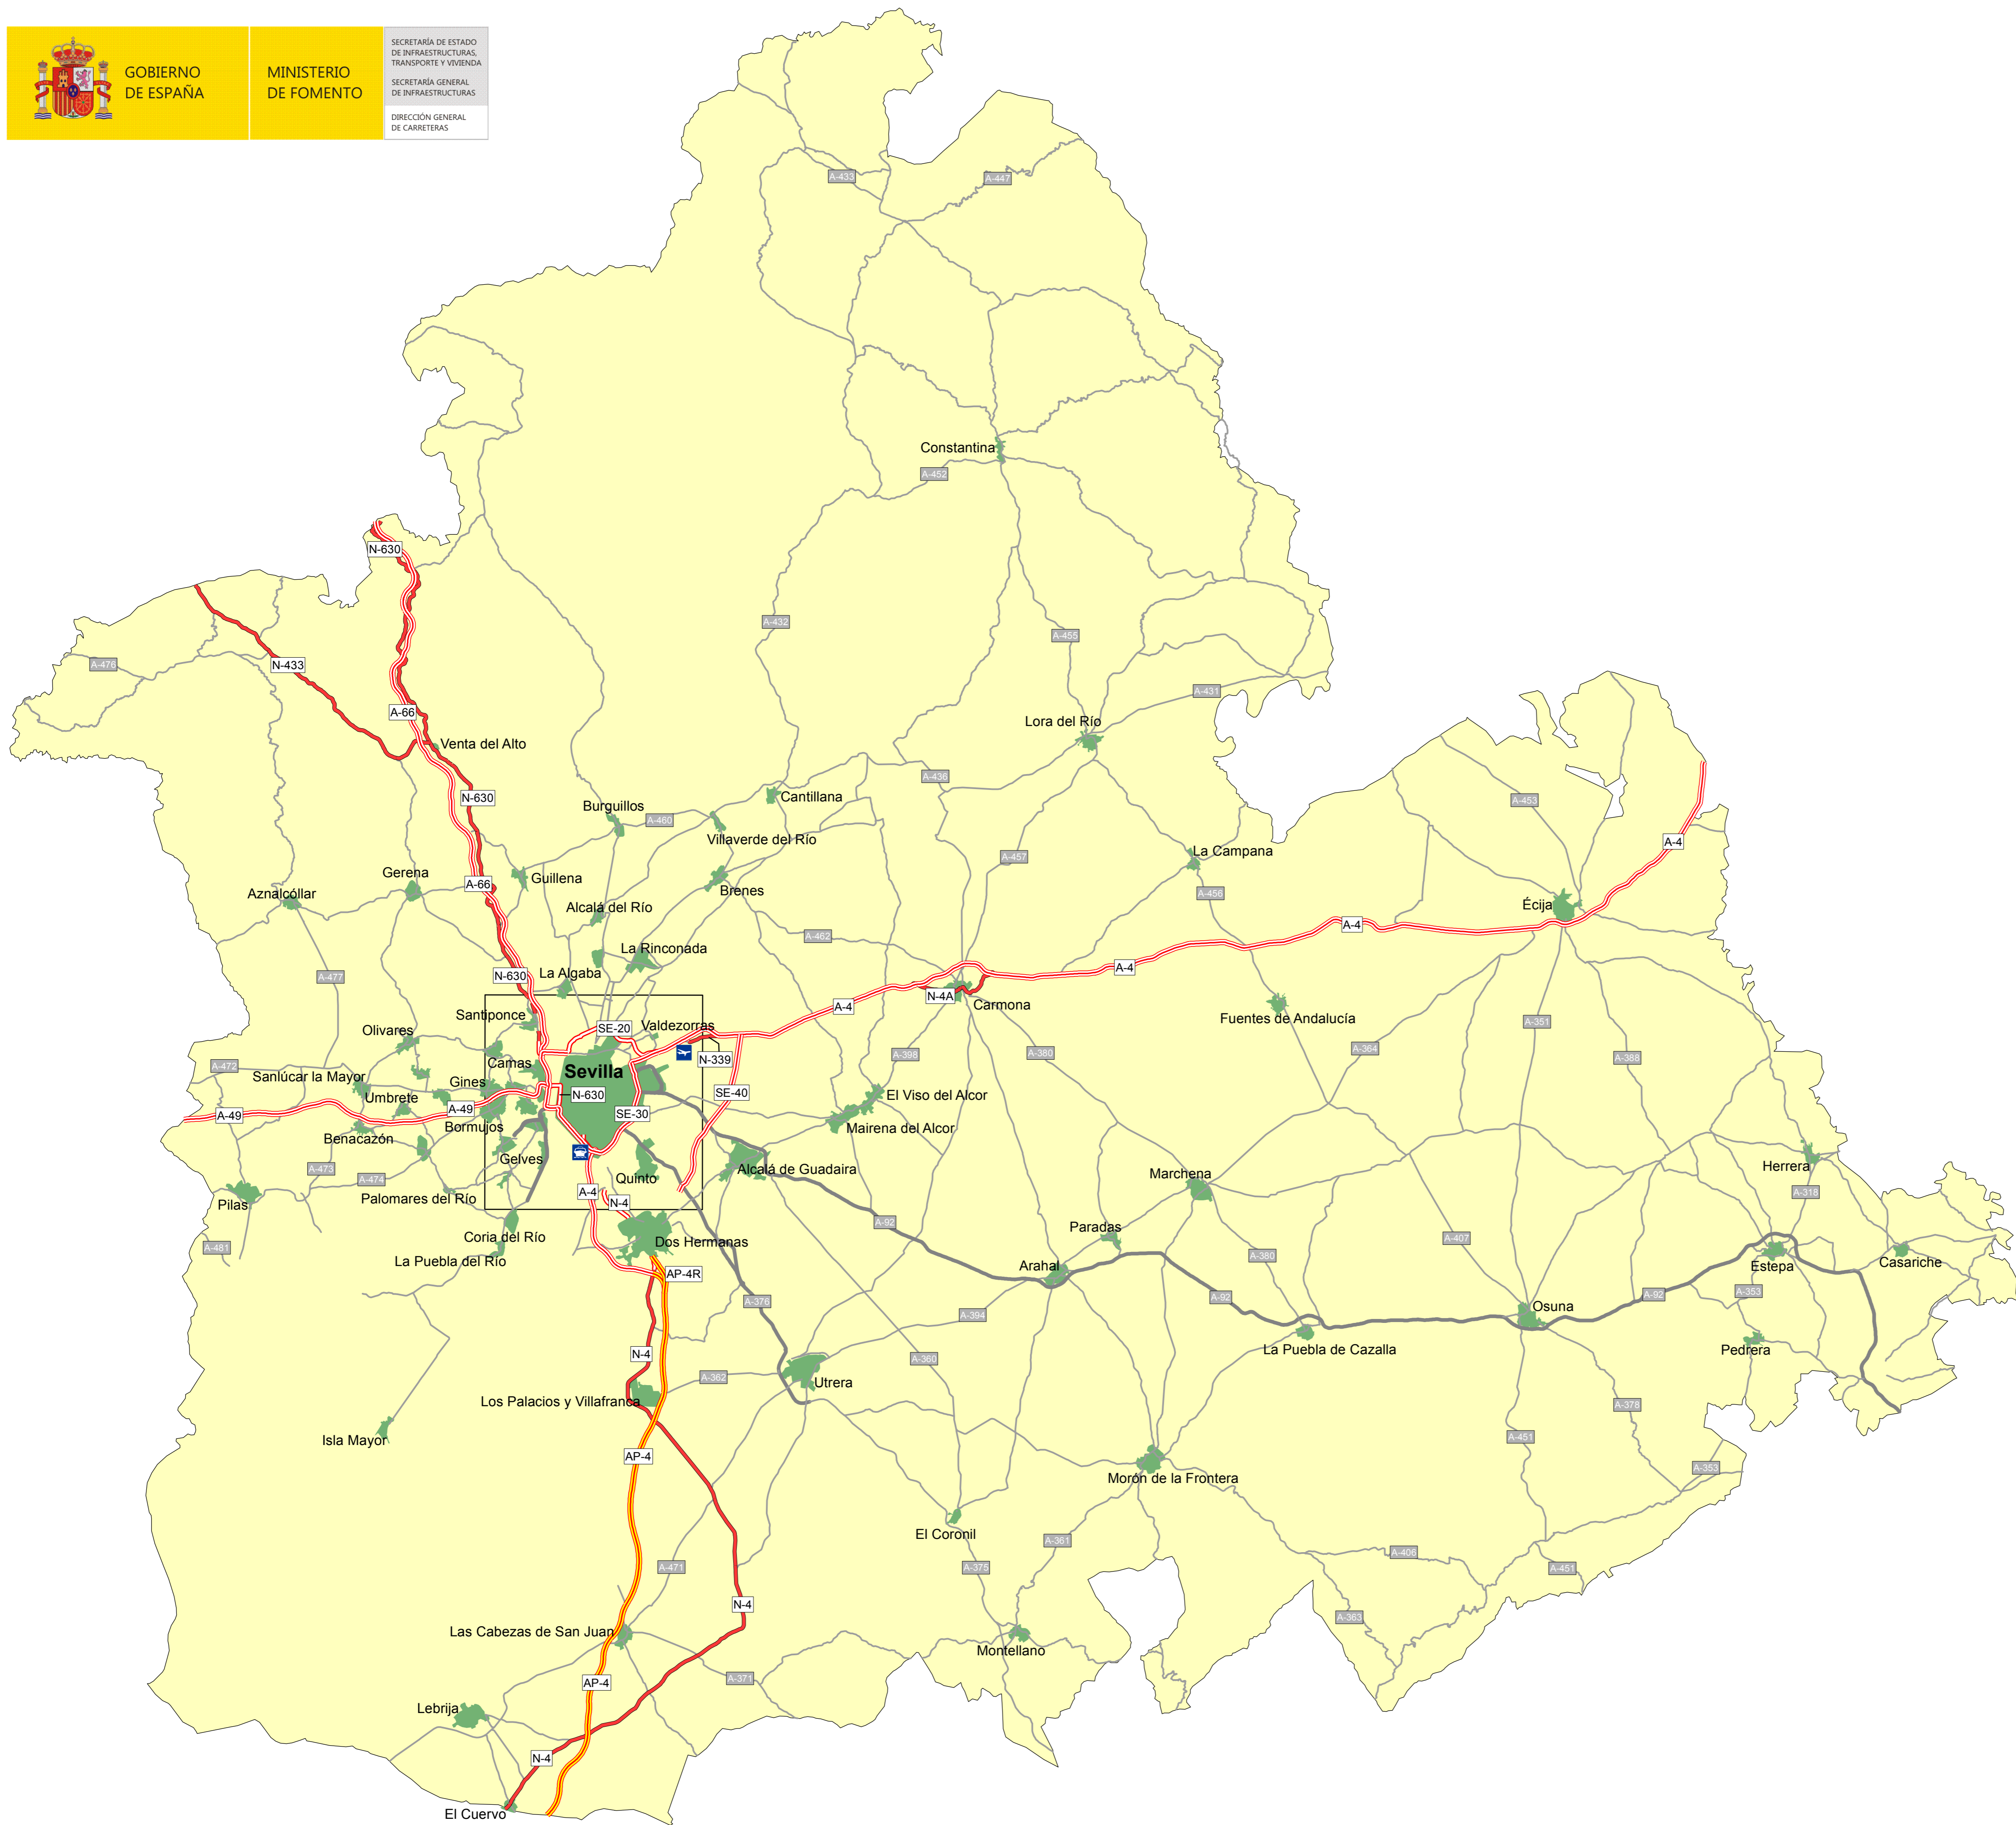 GOBIERNO
DE ESPAÑA
MINISTERIO
DE FOMENTO
SECRETARÍA DE ESTADO
DE INFRAESTRUCTURAS,
TRANSPORTE Y VIVIENDA
SECRETARÍA GENERAL
DE INFRAESTRUCTURAS
DIRECCIÓN GENERAL
DE CARRETERAS
A-433
A-447
Constantina
A-452
N-630
A-432
A-455
N-433
A-476
A-431
A-66
Lora del Río
Venta del Alto
A-436
N-630
Cantillana
A-453
Burguillos
A-460
Villaverde del Río
A-4
La Campana
A-457
Gerena
A-66
Guillena
Brenes
Aznalcóllar
A-456
Écija
Alcalá del Río
A-4
A-462
La Rinconada
A-4
N-630
La Algaba
A-477
N-4A
Carmona
A-4
Santiponce
Fuentes de Andalucía
A-351
Olivares
SE-20
Valdezorras
A-364
A-398
A-380
A-388
N-339
Camas
A-472
Sevilla
Sanlúcar la Mayor
Gines
Umbrete
N-630
SE-40
El Viso del Alcor
A-49
A-49
SE-30
Bormujos
Mairena del Alcor
Benacazón
Gelves
A-473
A-474
Quinto
Alcalá de Guadaira
Herrera
Marchena
A-4
A-318
Palomares del Río
N-4
Pilas
A-92
Paradas
Coria del Río
Dos Hermanas
A-407
A-481
A-380
La Puebla del Río
Arahal
Estepa
Casariche
AP-4R
A-353
A-376
A-92
A-92
Osuna
A-394
N-4
La Puebla de Cazalla
Pedrera
A-360
A-362
Utrera
Los Palacios y Villafranca
A-378
Isla Mayor
A-451
AP-4
A-353
Morón de la Frontera
El Coronil
A-361
A-406
A-471
A-375
A-451
N-4
A-363
Las Cabezas de San Juan
Montellano
A-371
AP-4
Lebrija
N-4
El Cuervo